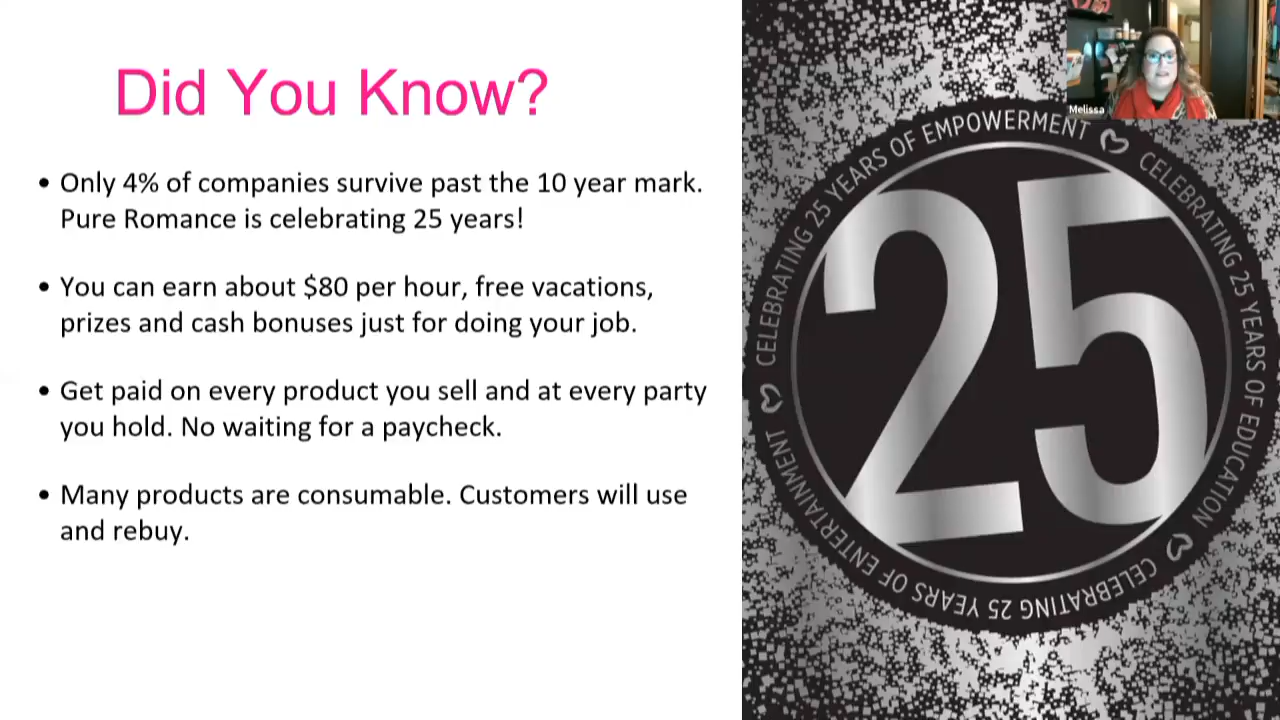 Did You Know?
• Only 4% of companies survive past the 10 year mark.
Pure Romance is celebrating 25 years!
• You can earn about $80 per hour, free vacations,
prizes and cash bonuses just for doing your job.
• Get paid on every product you sell and at every party
you hold. No waiting for a paycheck.
• Many products are consumable. Customers will use
and rebuy.
Melissa
CELEBRATING 25 YEARS OF EMPOWERMENT
CELEBRATING 25 YEARS OF EDUCATION
CELEBRATING 25 YEARS OF ENTERTAINMENT
25